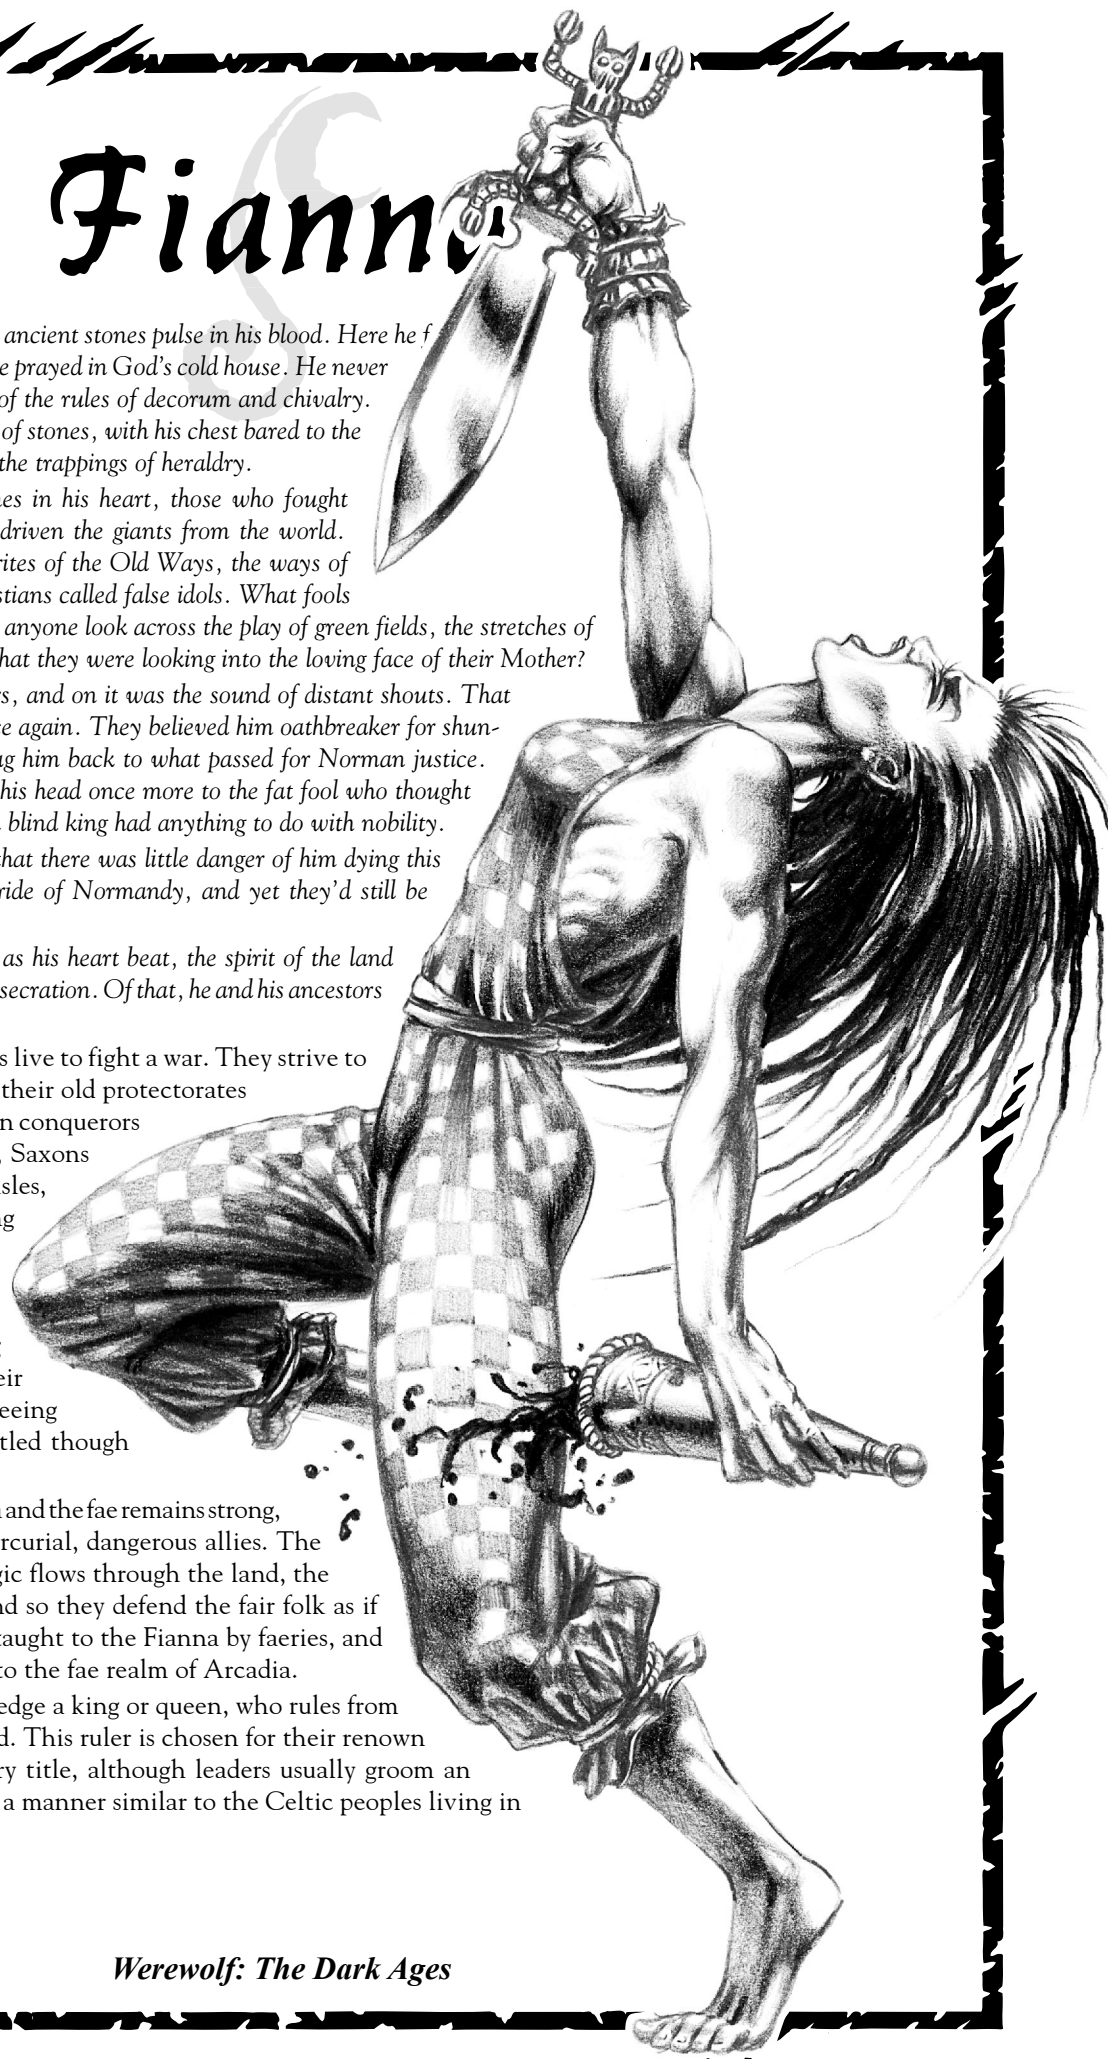 Fianna
ancient stones pulse in his blood. Here he f
e prayed in God's cold house. He never
of the rules of decorum and chivalry.
of stones, with his chest bared to the
the trappings of heraldry.
es in his heart, those who fought
driven the giants from the world.
rites of the Old Ways, the ways of
stians called false idols. What fools
anyone look across the play of green fields, the stretches of
hat they were looking into the loving face of their Mother?
s, and on it was the sound of distant shouts. That
e again. They believed him oathbreaker for shun-
g him back to what passed for Norman justice.
his head once more to the fat fool who thought
blind king had anything to do with nobility.
that there was little danger of him dying this
ride of Normandy, and yet they'd still be
as his heart beat, the spirit of the land
secration. Of that, he and his ancestors
s live to fight a war. They strive to
their old protectorates
n conquerors
, Saxons
sles,
g
eir
eeing
tled though
and the fae remains strong,
rcurial, dangerous allies. The
gic flows through the land, the
nd so they defend the fair folk as if
taught to the Fianna by faeries, and
to the fae realm of Arcadia.
edge a king or queen, who rules from
d. This ruler is chosen for their renown
ry title, although leaders usually groom an
a manner similar to the Celtic peoples living in
Werewolf: The Dark Ages